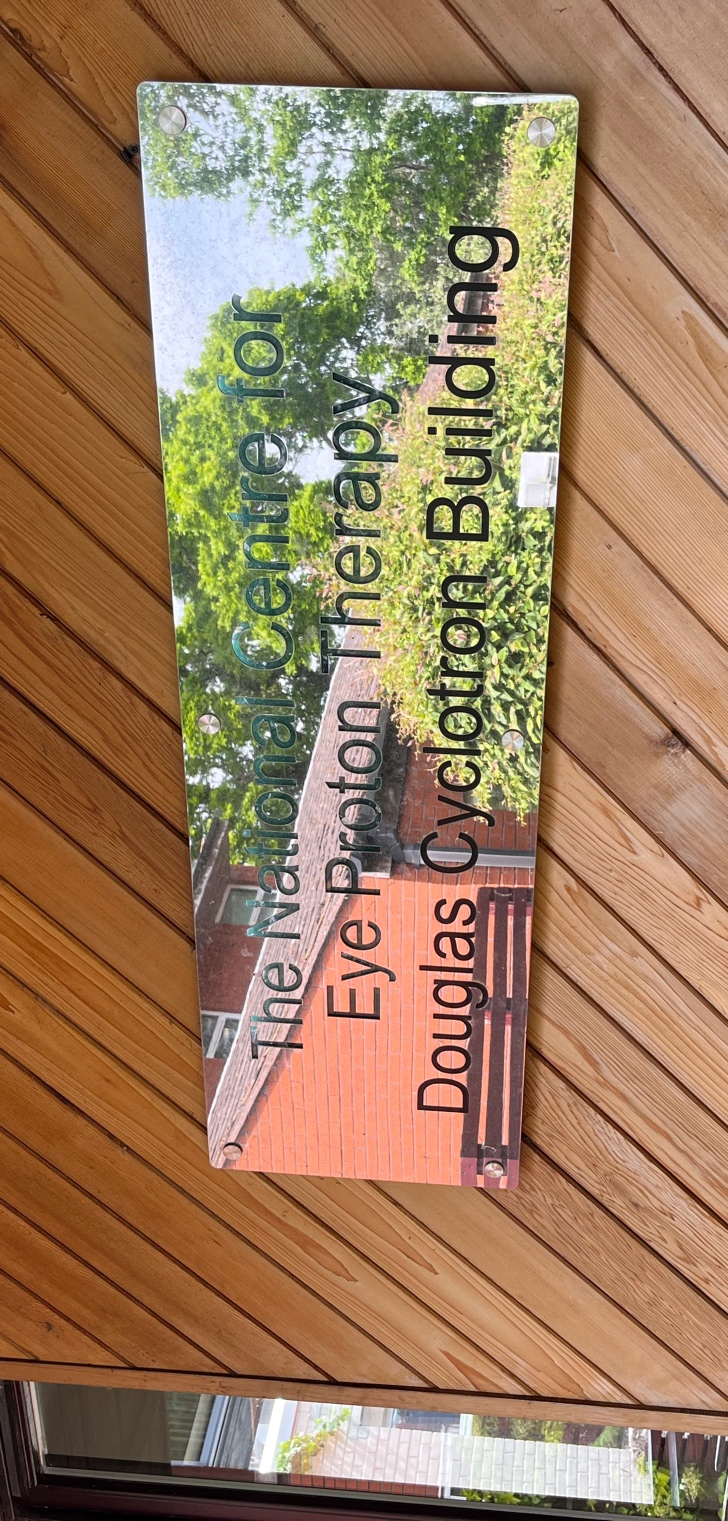 The National Centre for
Eye Proton Therapy
Douglas Cyclotron Building